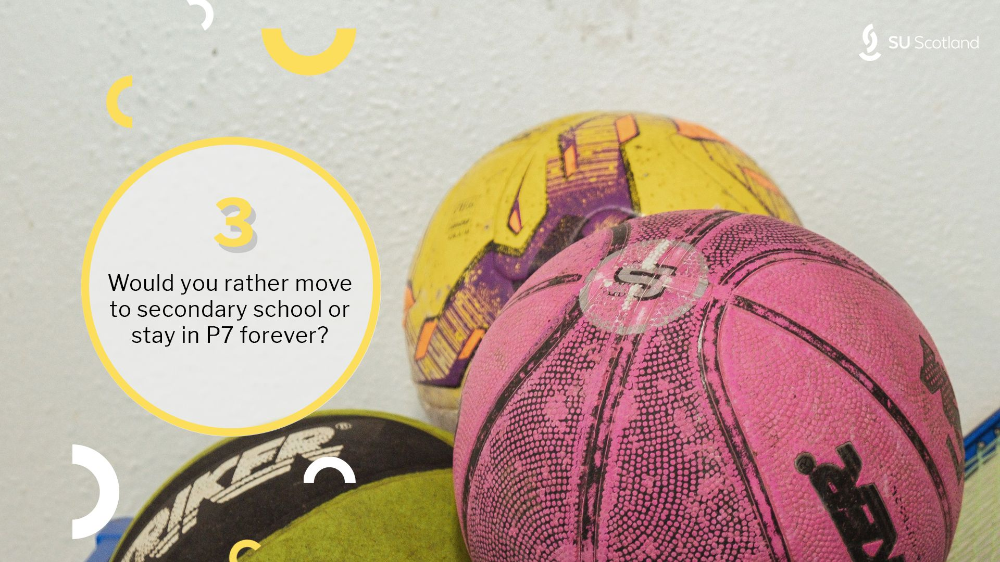 SU Scotland
3
Would you rather move
to secondary school or
stay in P7 forever?
S